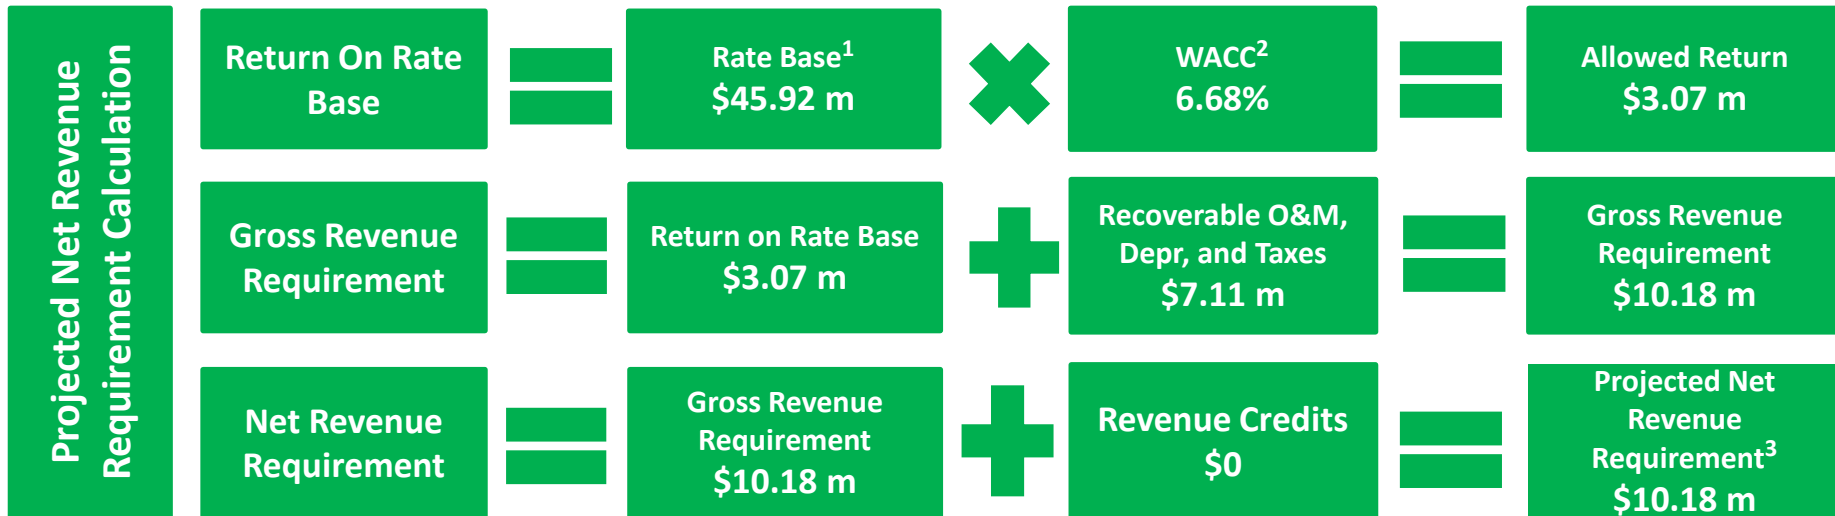 Projected Net Revenue
Requirement Calculation
Return On Rate
Base
Rate Base¹
$45.92 m
WACC²
6.68%
Allowed Return
$3.07 m
Gross Revenue
Requirement
Return on Rate Base
$3.07 m
Recoverable O&M,
Depr, and Taxes
$7.11 m
Gross Revenue
Requirement
$10.18 m
Net Revenue
Requirement
Gross Revenue
Requirement
$10.18 m
Revenue Credits
$0
Projected Net
Revenue
Requirement³
$10.18 m